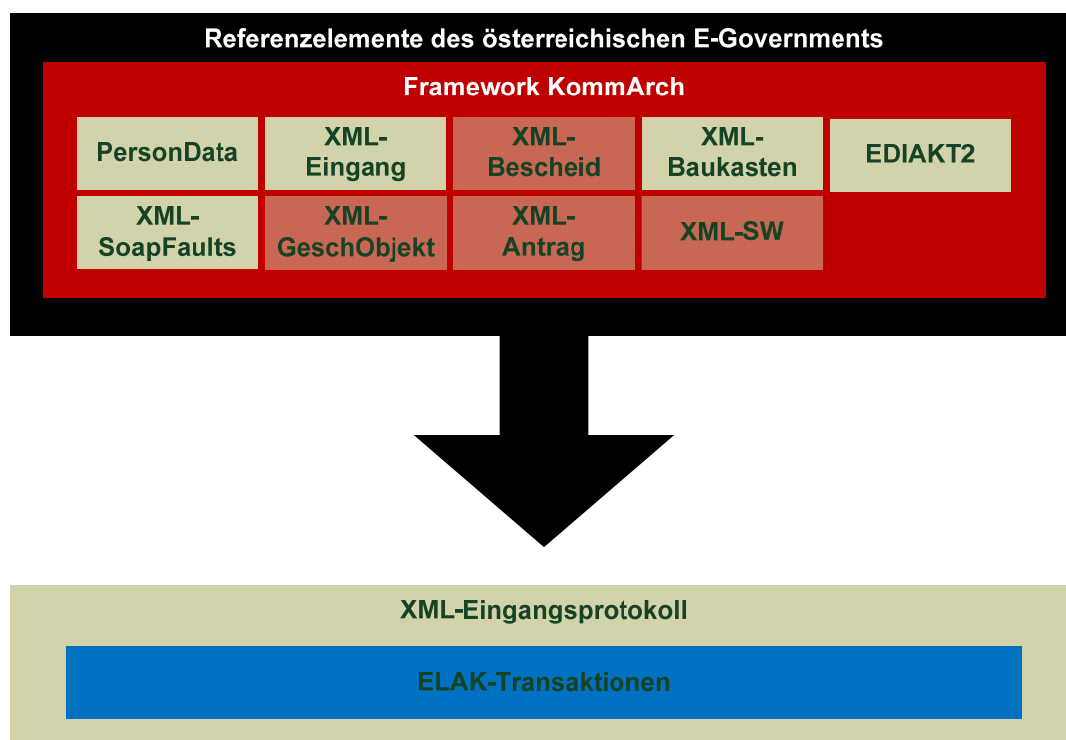 Referenzelemente des österreichischen E-Governments
Framework KommArch
PersonData
XML-
Eingang
XML-
Bescheid
XML-
Baukasten
EDIAKT2
XML-
SoapFaults
XML-
GeschObjekt
XML-
Antrag
XML-SW
XML-Eingangsprotokoll
ELAK-Transaktionen